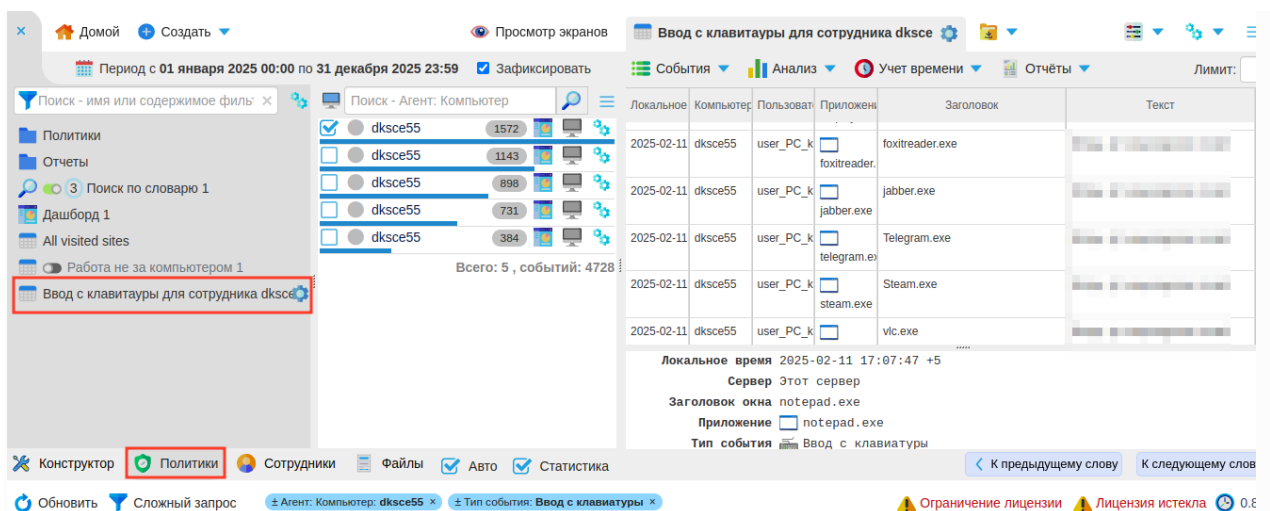 × Домой Создать Просмотр экранов Ввод с клавитауры для сотрудника dksce
Период с 01 января 2025 00:00 по 31 декабря 2025 23:59 Зафиксировать События Анализ Учет времени Отчёты Лимит:
Поиск - имя или содержимое филь × Поиск - Агент: Компьютер
Политики
Отчеты
3 Поиск по словарю 1
Дашборд 1
All visited sites
Работа не за компьютером 1
Ввод с клавитауры для сотрудника dksce
dksce55 1572
dksce55 1143
dksce55 898
dksce55 731
dksce55 384
Всего: 5 , событий: 4728
Локальное Компьютер Пользоват Приложен Заголовок Текст
2025-02-11 dksce55 user_PC_k foxitreader.exe
foxitreader.
2025-02-11 dksce55 user_PC_k jabber.exe
jabber.exe
2025-02-11 dksce55 user_PC_k Telegram.exe
telegram.ex
2025-02-11 dksce55 user_PC_k Steam.exe
steam.exe
2025-02-11 dksce55 user_PC_k vlc.exe
Локальное время 2025-02-11 17:07:47 +5
Сервер Этот сервер
Заголовок окна notepad.exe
Приложение notepad.exe
Тип события Ввод с клавиатуры
Конструктор Политики Сотрудники Файлы Авто Статистика К предыдущему слову К следующему слов
Обновить Сложный запрос ± Агент: Компьютер: dksce55 × ± Тип события: Ввод с клавиатуры × Ограничение лицензии Лицензия истекла 0.8